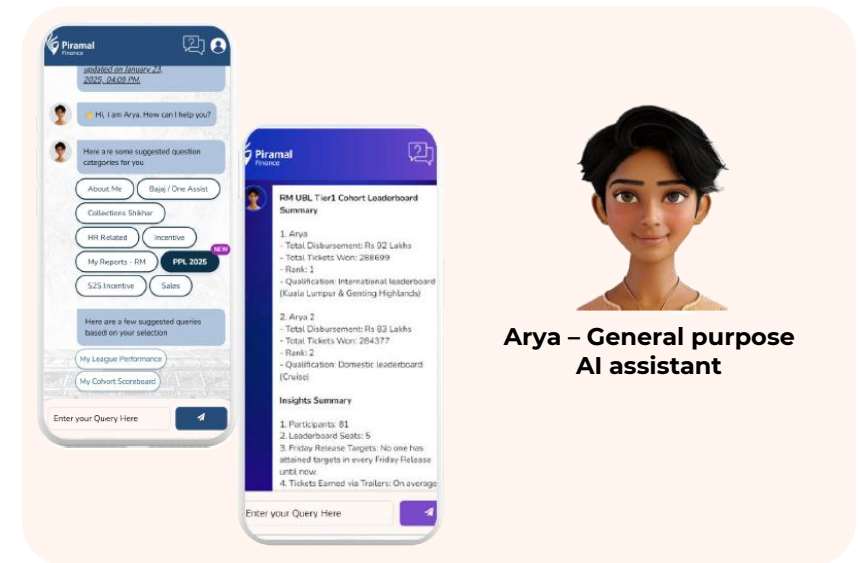 Piramal
Finance
updated on January 23,
2025, 04:08 PM.
Hi, I am Arya. How can I help you?
Here are some suggested question
categories for you
About Me
Bajaj / One Assist
Collections Shikhar
HR Related
Incentive
NEW
My Reports - RM
PPL 2025
S2S Incentive
Sales
Here are a few suggested queries
based on your selection
My League Performance
My Cohort Scoreboard
Enter your Query Here
Piramal
Finance
RM UBL Tier1 Cohort Leaderboard
Summary
1. Arya
- Total Disbursement: Rs 92 Lakhs
- Total Tickets Won: 288699
- Rank: 1
- Qualification: International leaderboard
(Kuala Lumpur & Genting Highlands)
2. Arya 2
- Total Disbursement: Rs 83 Lakhs
- Total Tickets Won: 284377
- Rank: 2
- Qualification: Domestic leaderboard
(Cruise)
Insights Summary
1. Participants: 81
2. Leaderboard Seats: 5
3. Friday Release Targets: No one has
attained targets in every Friday Release
until now.
4. Tickets Earned via Trailers: On average
Enter your Query Here
Arya – General purpose
AI assistant